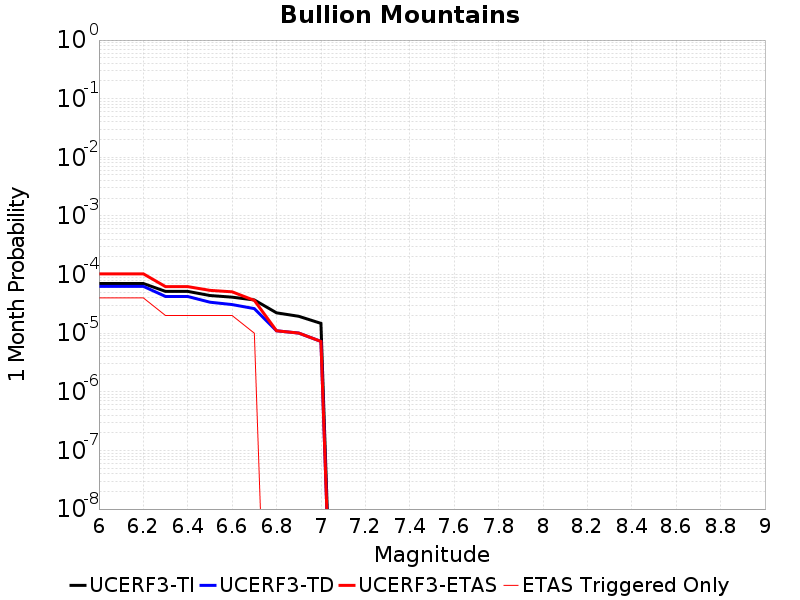 Bullion Mountains
1 Month Probability
10^0
10^-1
10^-2
10^-3
10^-4
10^-5
10^-6
10^-7
10^-8
6 6.2 6.4 6.6 6.8 7 7.2 7.4 7.6 7.8 8 8.2 8.4 8.6 8.8 9
Magnitude
UCERF3-TI UCERF3-TD UCERF3-ETAS ETAS Triggered Only